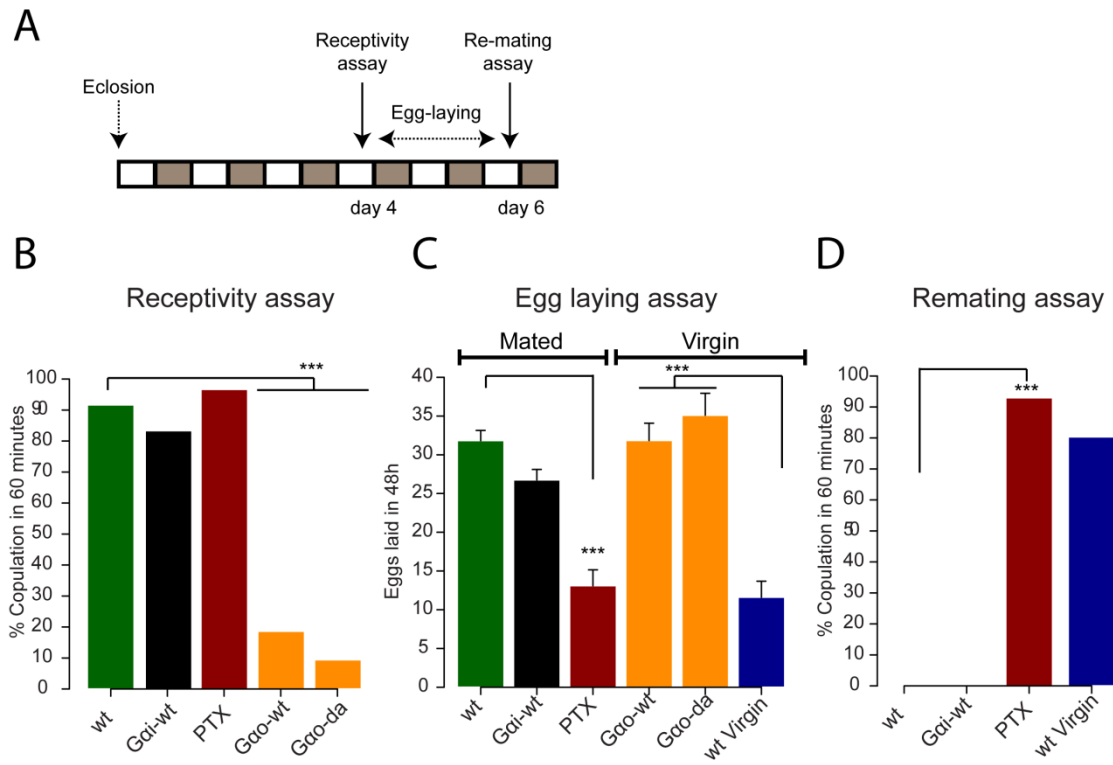 A
Receptivity
assay
Re-mating
assay
Eclosion
Egg-laying
day 4
day 6
B
Receptivity assay
***
% Copulation in 60 minutes
100
90
80
70
60
50
40
30
20
10
0
wt
Gαi-wt
PTX
Gαo-wt
Gαo-da
C
Egg laying assay
Mated
Virgin
***
***
Eggs laid in 48h
40
35
30
25
20
15
10
5
0
wt
Gαi-wt
PTX
Gαo-wt
Gαo-da
wt Virgin
D
Remating assay
***
% Copulation in 60 minutes
100
90
80
70
60
50
40
30
20
10
0
wt
Gαi-wt
PTX
wt Virgin